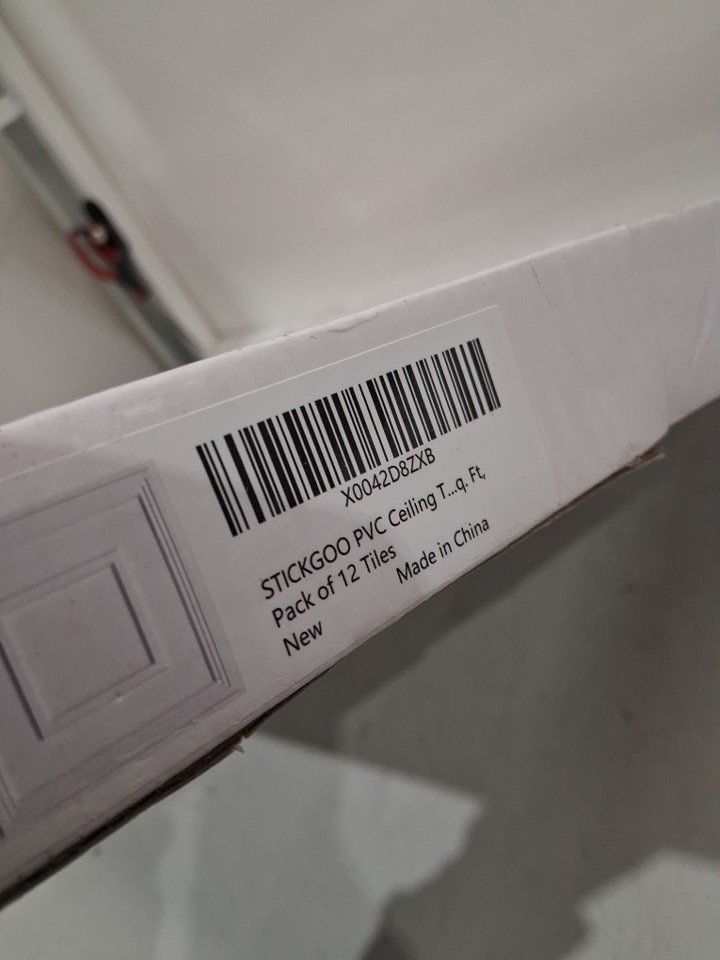 X0042D8ZXB
STICKGOO PVC Ceiling T...q. Ft,
Pack of 12 Tiles
New Made in China